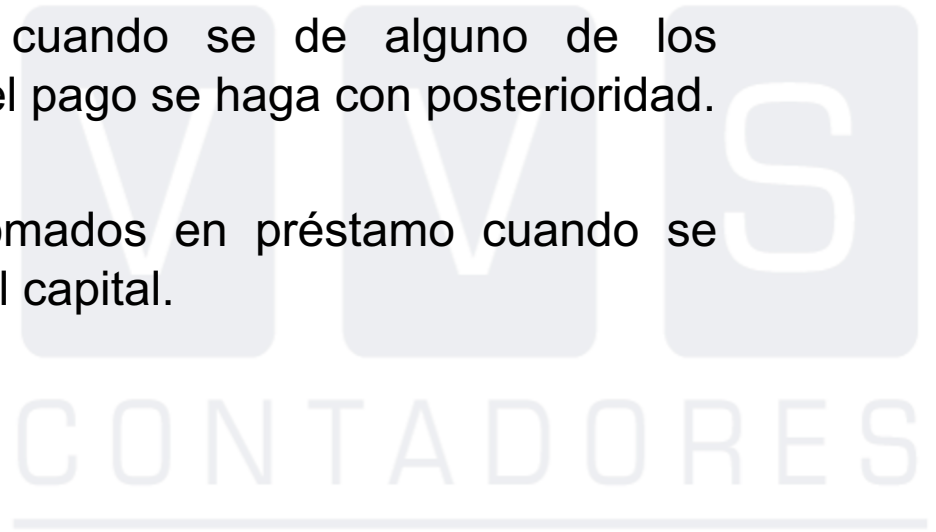 cuando se de alguno de los
el pago se haga con posterioridad.
omados en préstamo cuando se
l capital.
VVS
CONTADORES